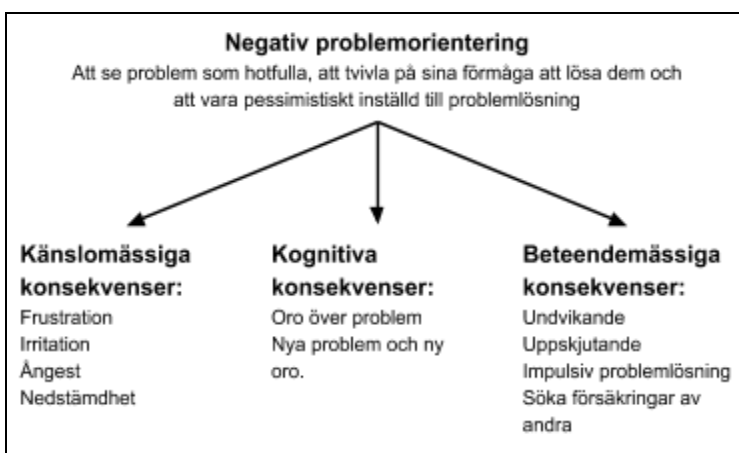 Negativ problemorientering
Att se problem som hotfulla, att tvivla på sina förmåga att lösa dem och
att vara pessimistiskt inställd till problemlösning
Känslomässiga
konsekvenser:
Frustration
Irritation
Ångest
Nedstämdhet
Kognitiva
konsekvenser:
Oro över problem
Nya problem och ny
oro.
Beteendemässiga
konsekvenser:
Undvikande
Uppskjutande
Impulsiv problemlösning
Söka försäkringar av
andra